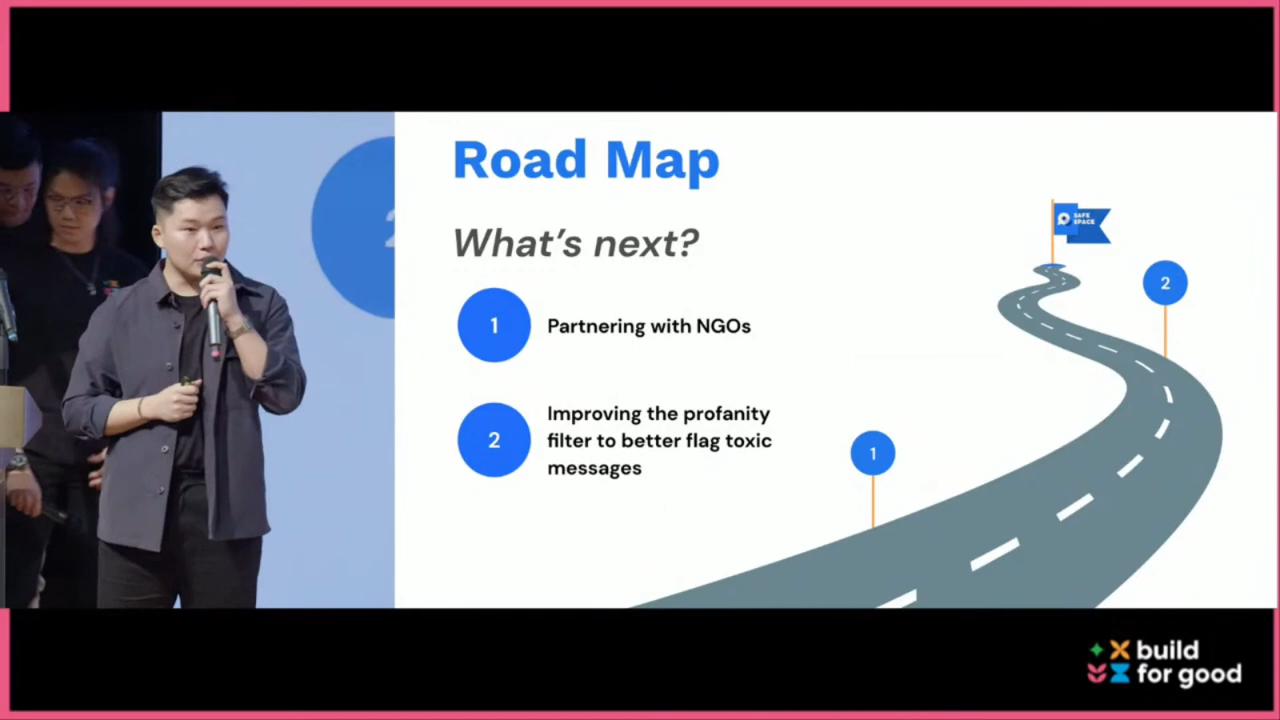 Road Map
What's next?
1
Partnering with NGOs
2
Improving the profanity
filter to better flag toxic
messages
1
2
SAFE
SPACE
2
build
for good